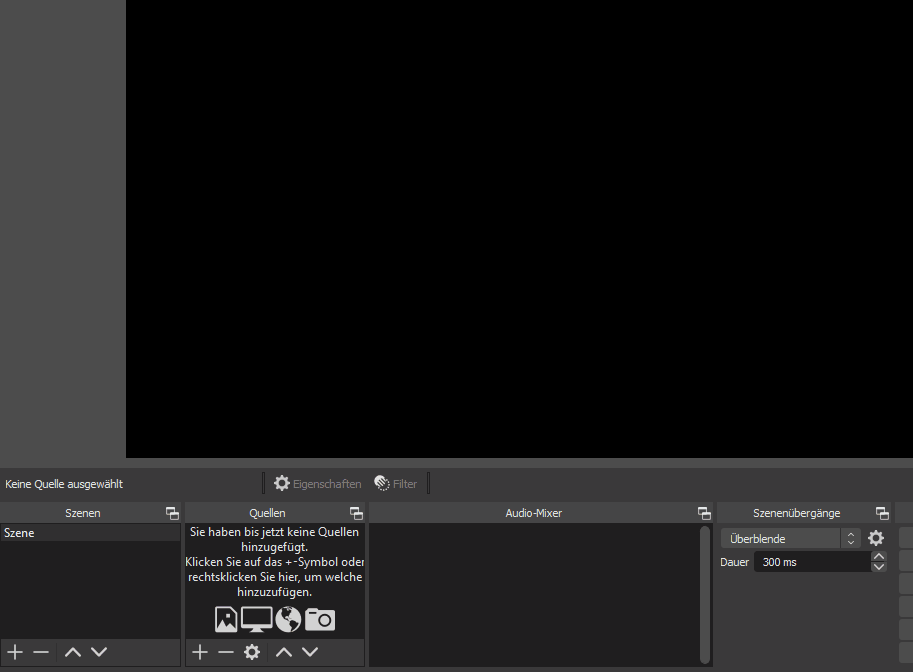 Keine Quelle ausgewählt
Eigenschaften
Filter
Szenen
Quellen
Audio-Mixer
Szenenübergänge
Szene
Sie haben bis jetzt keine Quellen
hinzugefügt.
Klicken Sie auf das +-Symbol oder
rechtsklicken Sie hier, um welche
hinzuzufügen.
Überblende
Dauer
300 ms